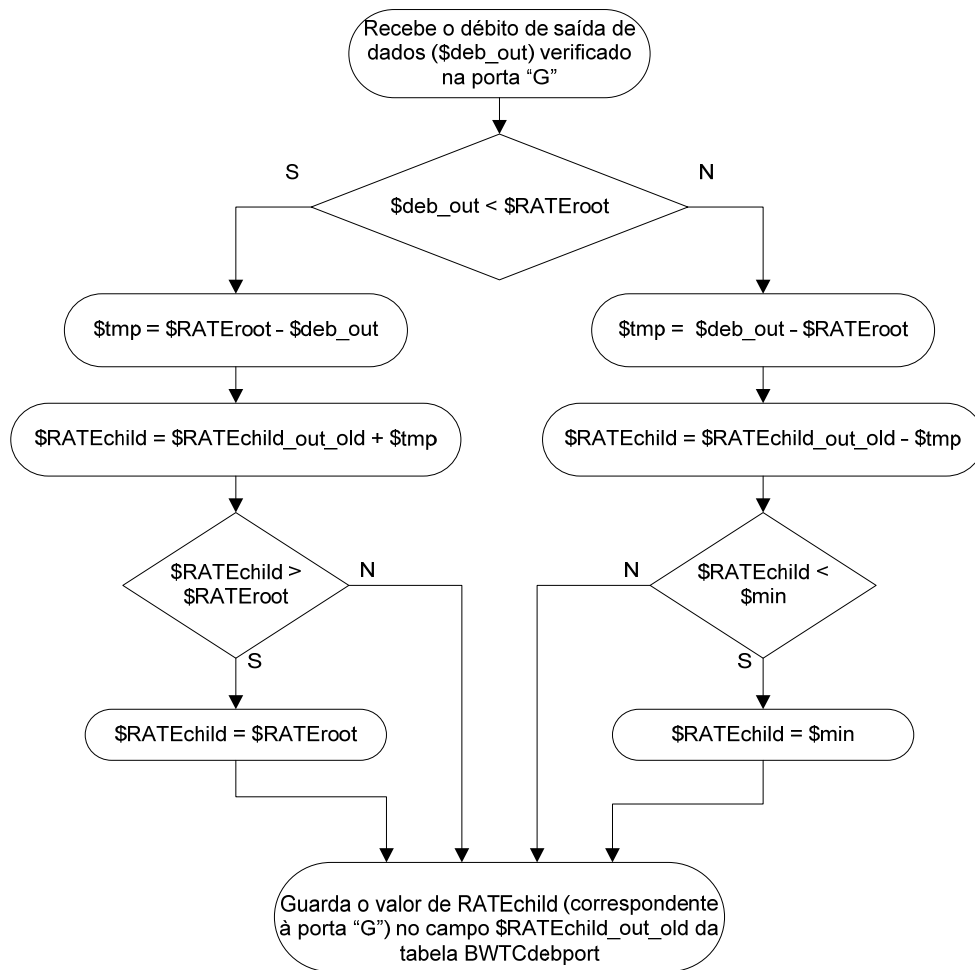 Recebe o débito de saída de
dados ($deb_out) verificado
na porta “G”
S
N
$deb_out < $RATEroot
$tmp = $RATEroot - $deb_out
$tmp = $deb_out - $RATEroot
$RATEchild = $RATEchild_out_old + $tmp
$RATEchild = $RATEchild_out_old - $tmp
$RATEchild >
$RATEroot
N
S
N
$RATEchild <
$min
S
$RATEchild = $RATEroot
$RATEchild = $min
Guarda o valor de RATEchild (correspondente
à porta “G”) no campo $RATEchild_out_old da
tabela BWTCdebport